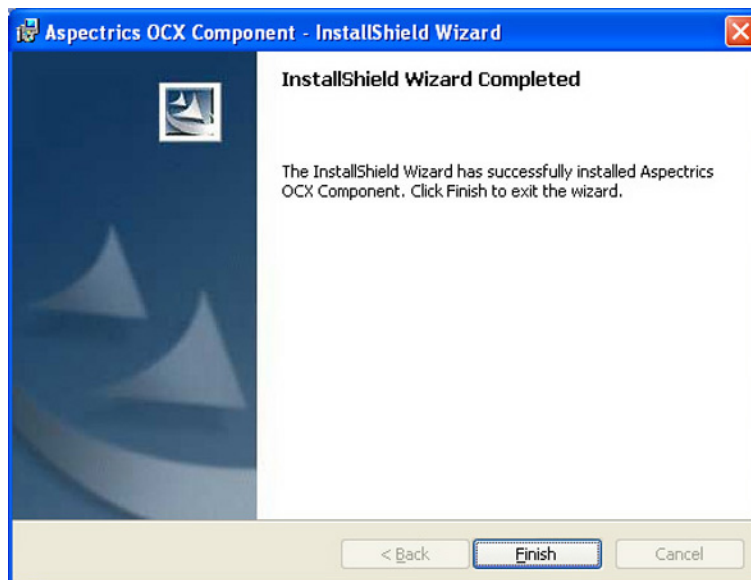 Aspectrics OCX Component - InstallShield Wizard
InstallShield Wizard Completed
The InstallShield Wizard has successfully installed Aspectrics
OCX Component. Click Finish to exit the wizard.
< Back
Finish
Cancel